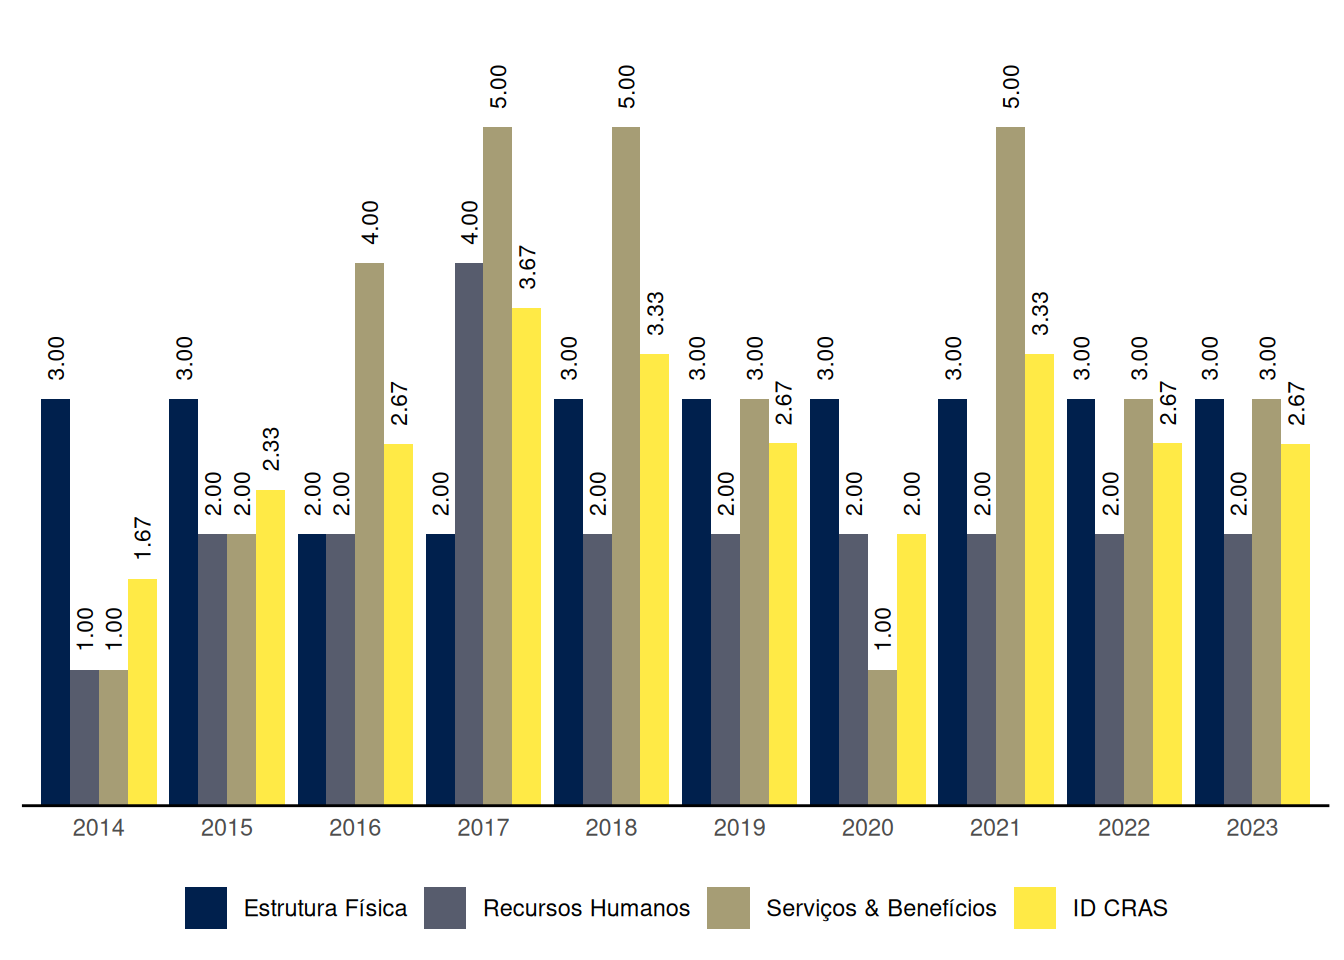 5.00 5.00 5.00
4.00 4.00
3.67
3.33 3.33
3.00 3.00 3.00 3.00 3.00 3.00 3.00 3.00 3.00 3.00 3.00
2.67 2.67 2.67 2.67
2.33
2.00 2.00 2.00 2.00 2.00 2.00 2.00 2.00 2.00 2.00 2.00 2.00
1.67
1.00 1.00 1.00
2014 2015 2016 2017 2018 2019 2020 2021 2022 2023
Estrutura Física Recursos Humanos Serviços & Benefícios ID CRAS